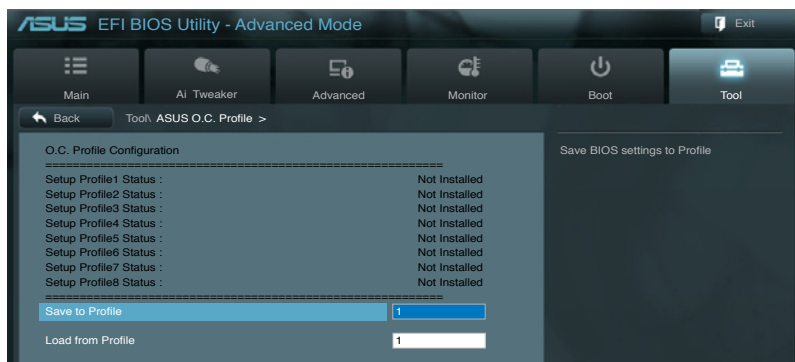 ASUS EFI BIOS Utility - Advanced Mode
Exit
Main
Ai Tweaker
Advanced
Monitor
Boot
Tool
Back
Tool\ ASUS O.C. Profile >
O.C. Profile Configuration
Save BIOS settings to Profile
============================================================
Setup Profile1 Status : Not Installed
Setup Profile2 Status : Not Installed
Setup Profile3 Status : Not Installed
Setup Profile4 Status : Not Installed
Setup Profile5 Status : Not Installed
Setup Profile6 Status : Not Installed
Setup Profile7 Status : Not Installed
Setup Profile8 Status : Not Installed
============================================================
Save to Profile 1
Load from Profile 1